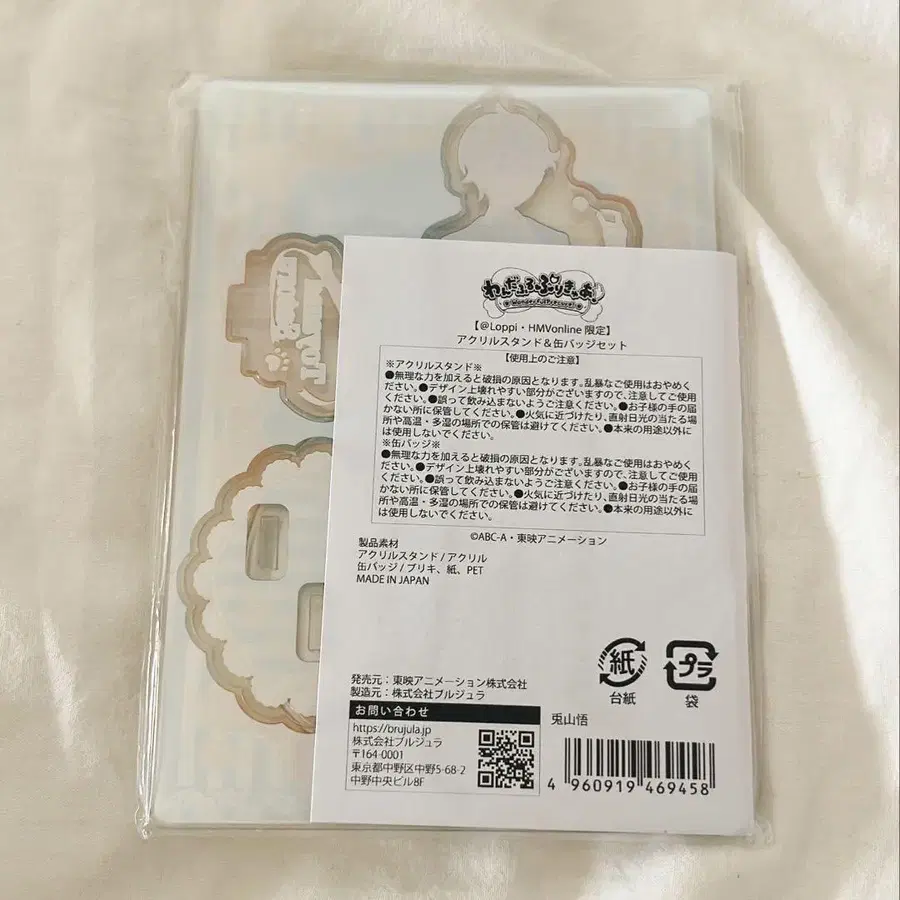 わんだふるぷりきゅあ!
Wonderful Precure!
【@Loppi・HMVonline 限定】
アクリルスタンド＆缶バッジセット
【使用上のご注意】
※アクリルスタンド※
●無理な力を加えると破損の原因となります。乱暴なご使用はおやめく
ださい。●デザイン上壊れやすい部分がございますので、注意してご使用
ください。●誤って飲み込まないようご注意ください。●お子様の手の届
かない所に保管してください。●火気に近づけたり、直射日光の当たる場
所や高温・多湿の場所での保管は避けてください。●本来の用途以外に
は使用しないでください。
※缶バッジ※
●無理な力を加えると破損の原因となります。乱暴なご使用はおやめく
ださい。●デザイン上壊れやすい部分がございますので、注意してご使用
ください。●誤って飲み込まないようご注意ください。●お子様の手の届
かない所に保管してください。●火気に近づけたり、直射日光の当たる場
所や高温・多湿の場所での保管は避けてください。●本来の用途以外に
は使用しないでください。
©ABC-A・東映アニメーション
製品素材
アクリルスタンド / アクリル
缶バッジ / ブリキ、紙、PET
MADE IN JAPAN
紙
台紙
プラ
袋
発売元：東映アニメーション株式会社
製造元：株式会社ブルジュラ
お問い合わせ
https://brujula.jp
株式会社ブルジュラ
〒164-0001
東京都中野区中野5-68-2
中野中央ビル8F
兎山悟
4 960919 469458